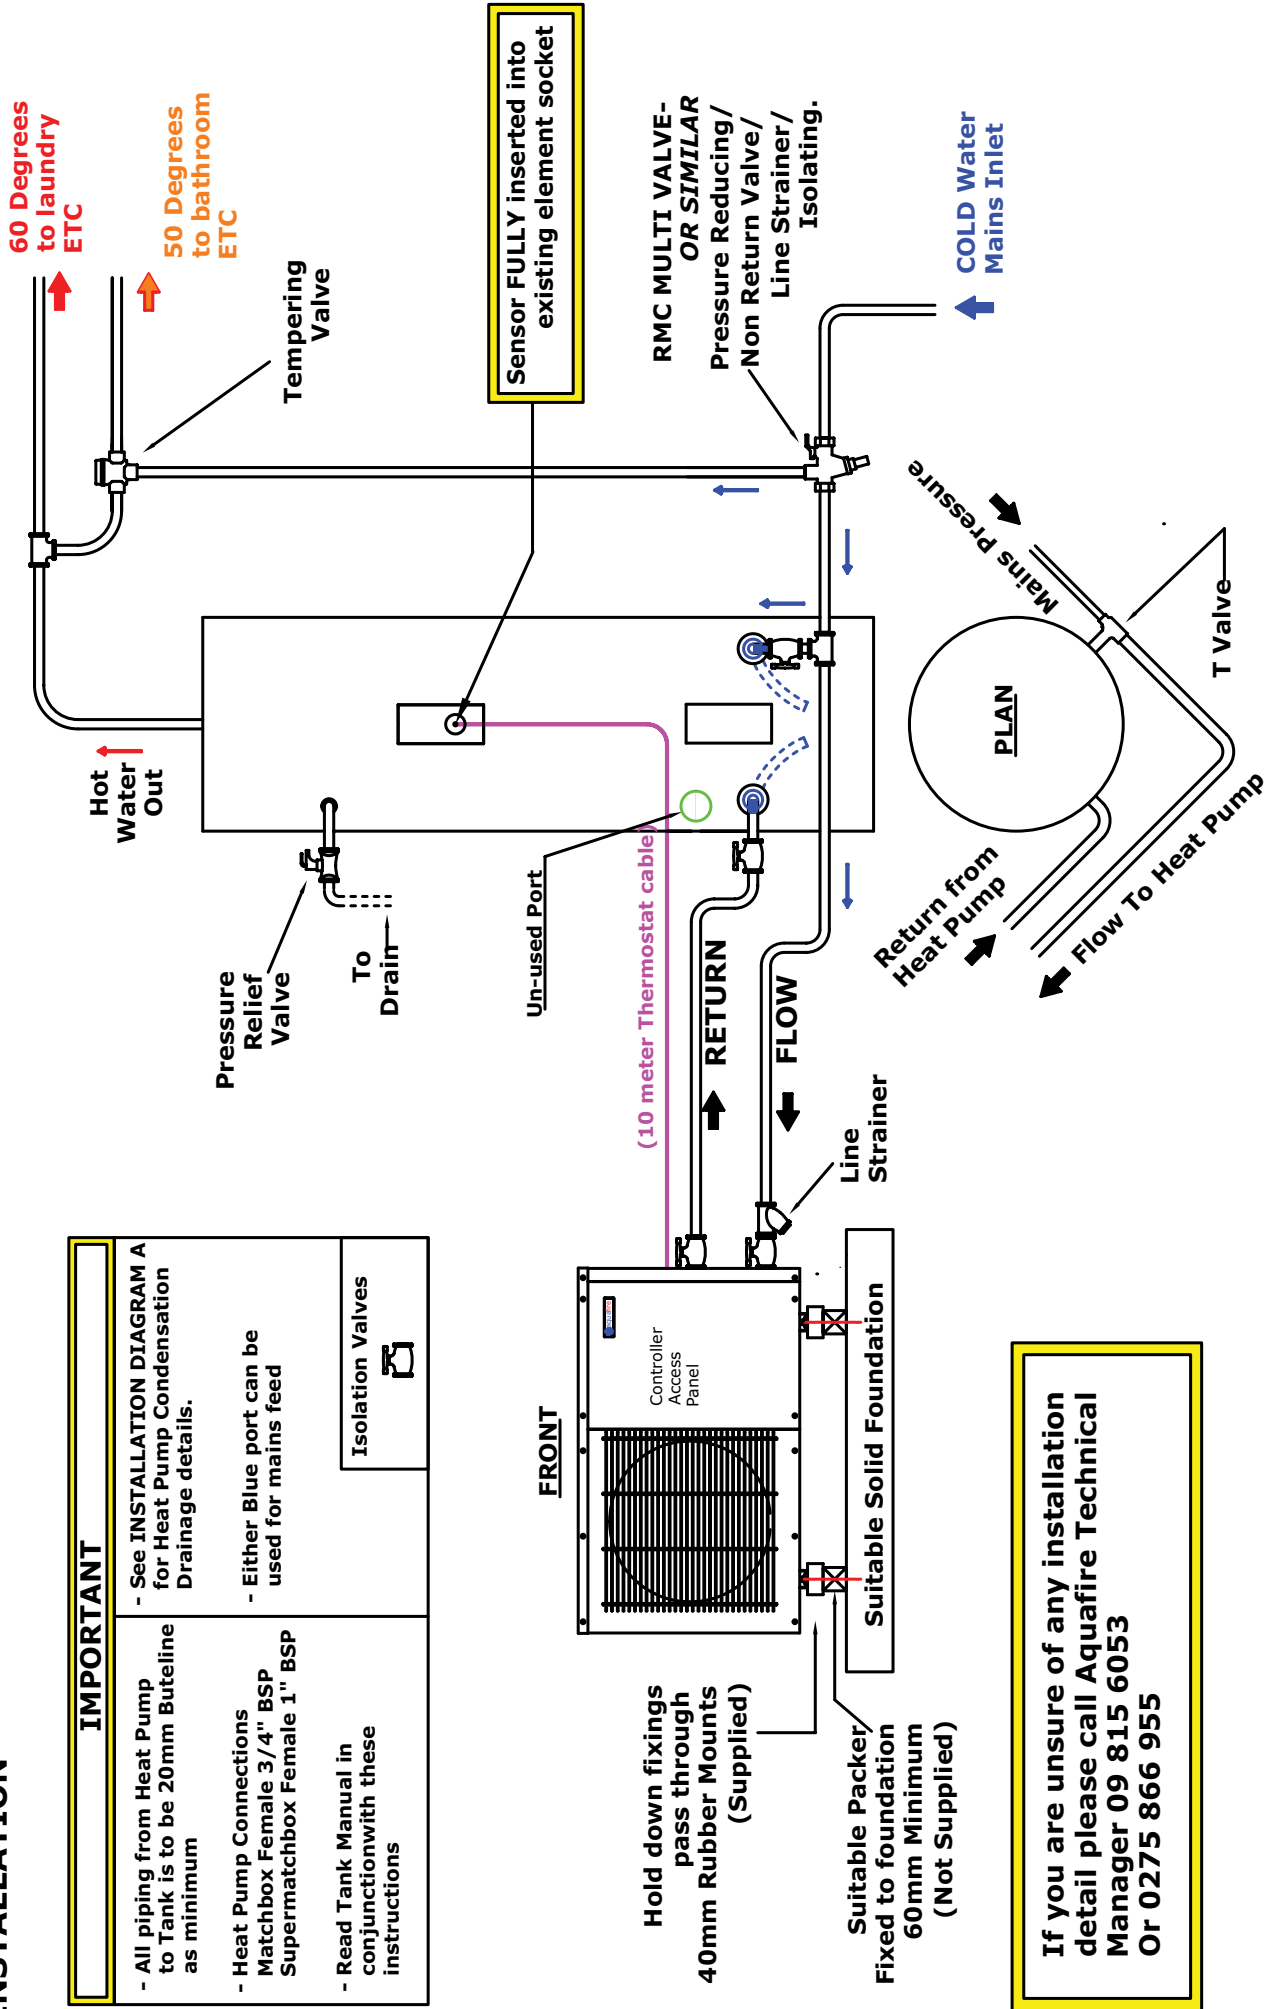 INSTALLATION
IMPORTANT
- All piping from Heat Pump
to Tank is to be 20mm Buteline
as minimum
- Heat Pump Connections
Matchbox Female 3/4" BSP
Supermatchbox Female 1" BSP
- Read Tank Manual in
conjunctionwith these
instructions
- See INSTALLATION DIAGRAM A
for Heat Pump Condensation
Drainage details.
- Either Blue port can be
used for mains feed
Isolation Valves
Pressure
Relief
Valve
To
Drain
Hot
Water
Out
60 Degrees
to laundry
ETC
50 Degrees
to bathroom
ETC
Tempering
Valve
Sensor FULLY inserted into
existing element socket
Un-used Port
(10 meter Thermostat cable)
RMC MULTI VALVE-
OR SIMILAR
Pressure Reducing/
Non Return Valve/
Line Strainer/
Isolating.
COLD Water
Mains Inlet
RETURN
FLOW
Line
Strainer
FRONT
Controller
Access
Panel
Suitable Solid Foundation
Hold down fixings
pass through
40mm Rubber Mounts
(Supplied)
Suitable Packer
Fixed to foundation
60mm Minimum
(Not Supplied)
PLAN
Mains Pressure
T Valve
Return from
Heat Pump
Flow To Heat Pump
If you are unsure of any installation
detail please call Aquafire Technical
Manager 09 815 6053
Or 0275 866 955